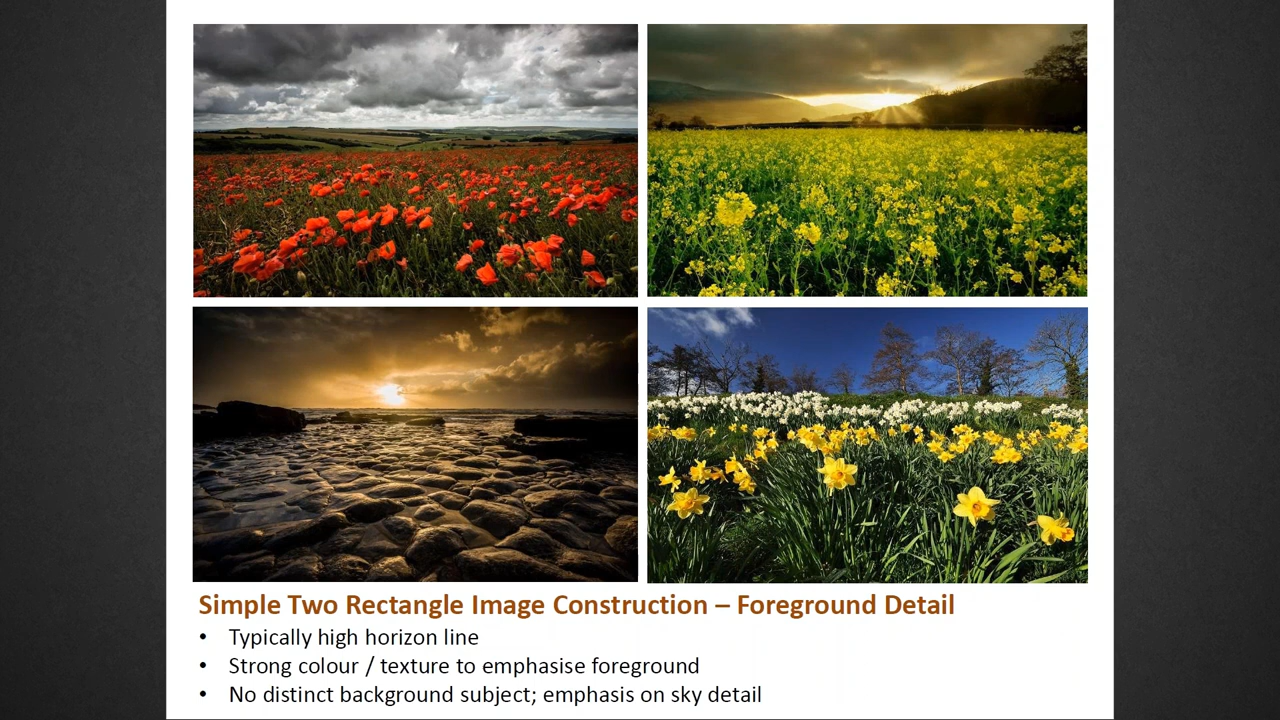 Simple Two Rectangle Image Construction – Foreground Detail
• Typically high horizon line
• Strong colour / texture to emphasise foreground
• No distinct background subject; emphasis on sky detail